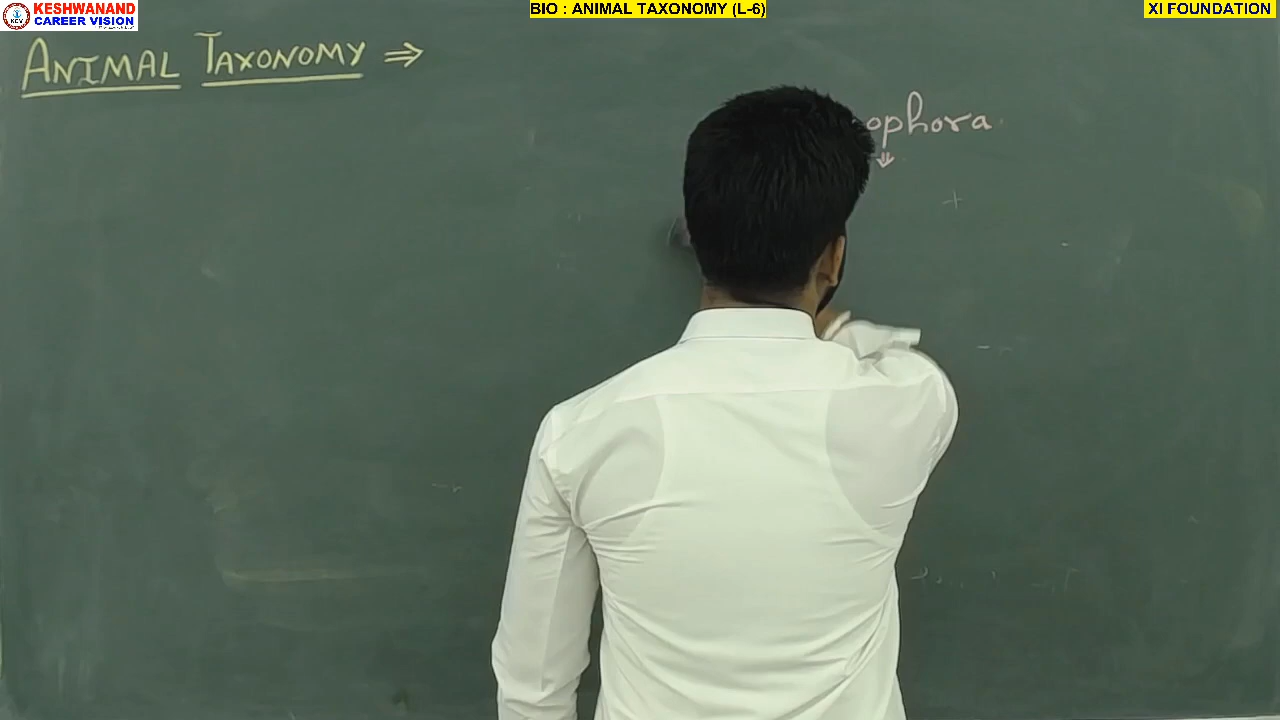 KESHWANAND
CAREER VISION
BIO : ANIMAL TAXONOMY (L-6)
XI FOUNDATION
ANIMAL TAXONOMY ⇒
ophora